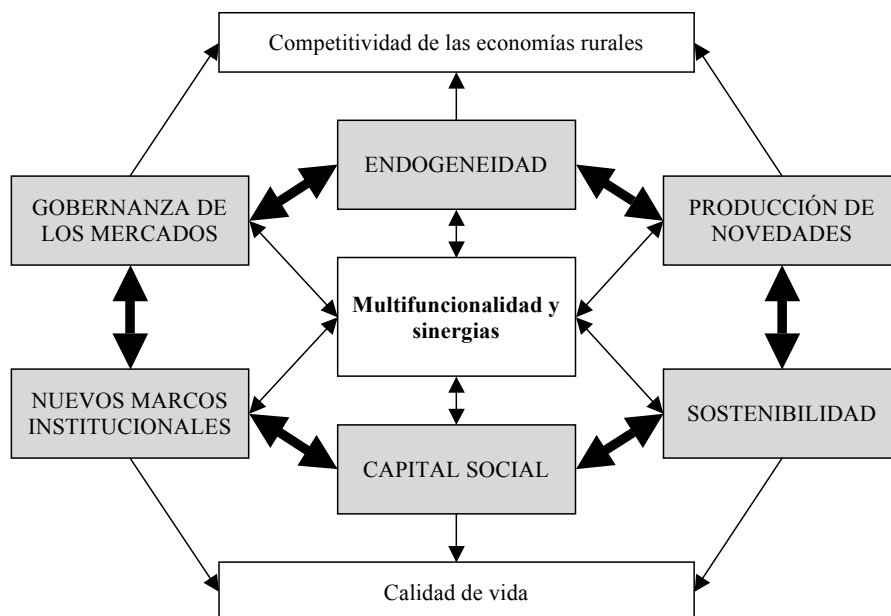 Competitividad de las economías rurales
ENDOGENEIDAD
GOBERNANZA DE
LOS MERCADOS
PRODUCCIÓN DE
NOVEDADES
Multifuncionalidad y
sinergias
NUEVOS MARCOS
INSTITUCIONALES
SOSTENIBILIDAD
CAPITAL SOCIAL
Calidad de vida